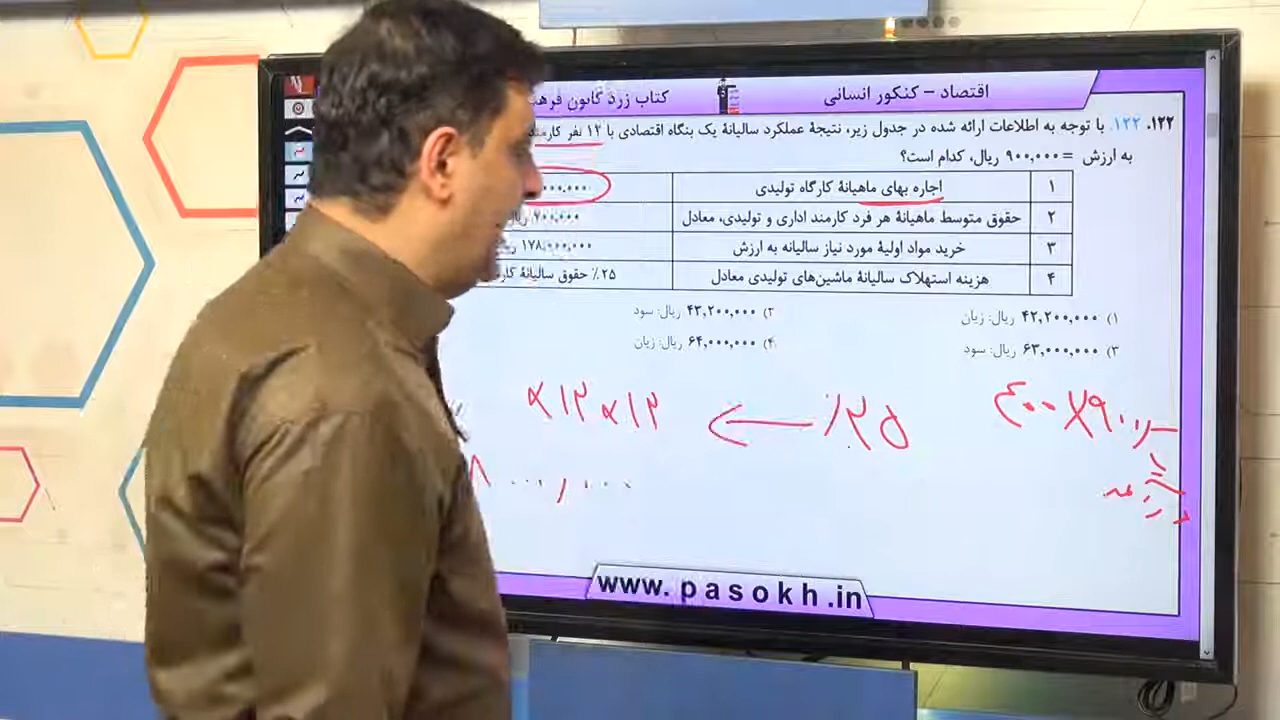 اقتصاد – کنکور انسانی
کتاب زرد کانون فرهن
۱۲۲. ۱۲۲. با توجه به اطلاعات ارائه شده در جدول زیر، نتیجهٔ عملکرد سالیانهٔ یک بنگاه اقتصادی با ۱۲ نفر کارمند
به ارزش = ۹۰۰,۰۰۰ ریال، کدام است؟
۱ اجاره بهای ماهیانهٔ کارگاه تولیدی
۲ حقوق متوسط ماهیانهٔ هر فرد کارمند اداری و تولیدی، معادل ۷۰۰,۰۰۰ ریال
۳ خرید مواد اولیهٔ مورد نیاز سالیانه به ارزش ۱۷۸,۰۰۰,۰۰۰
۴ هزینه استهلاک سالیانهٔ ماشین‌های تولیدی معادل ۲۵٪ حقوق سالیانهٔ
۱) ۴۲,۲۰۰,۰۰۰ ریال: زیان
۲) ۴۳,۲۰۰,۰۰۰ ریال: سود
۳) ۶۳,۰۰۰,۰۰۰ ریال: سود
۴) ۶۴,۰۰۰,۰۰۰ ریال: زیان
×۱۲×۱۲ ← ٪۲۵
www.pasokh.in